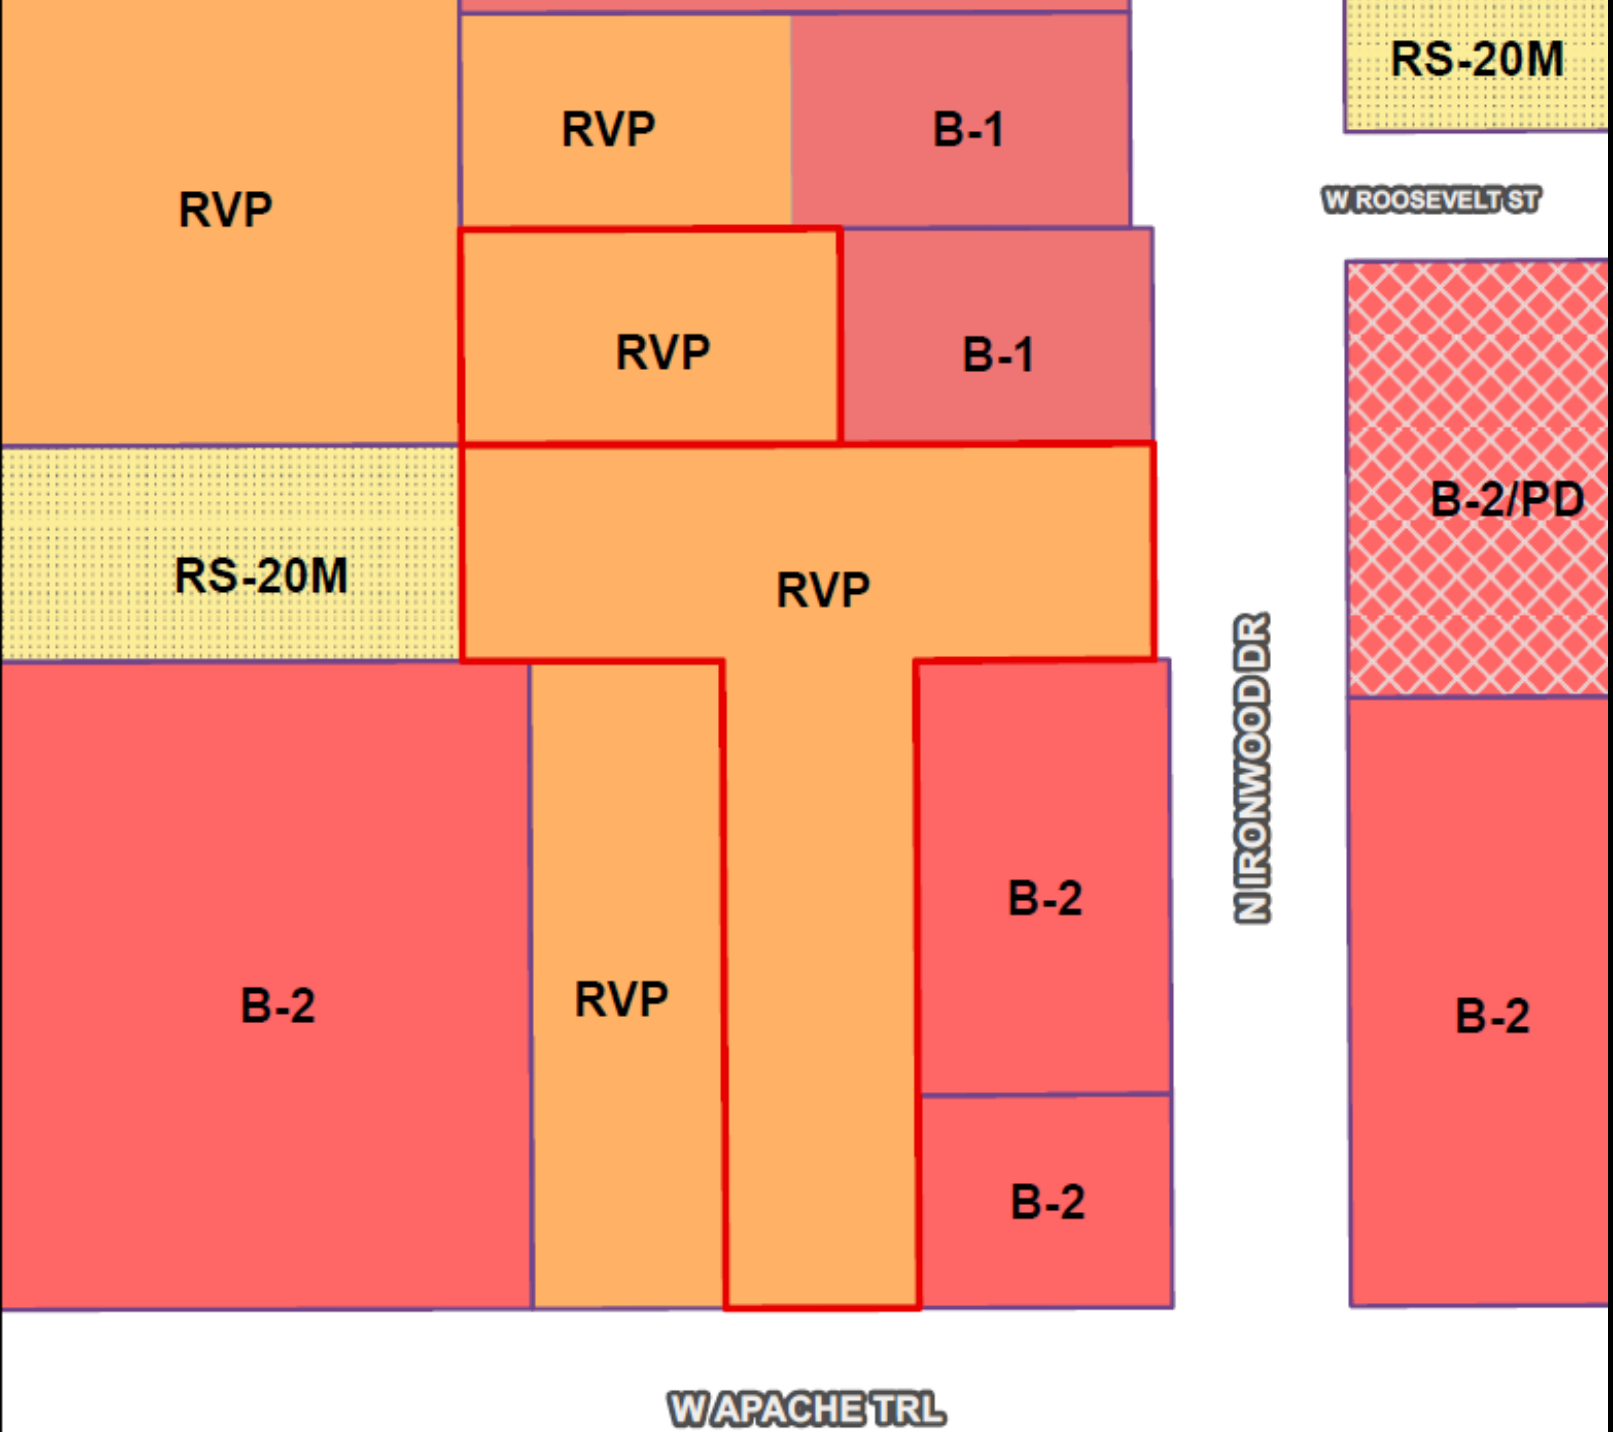 RS-20M
RVP
B-1
W ROOSEVELT ST
RVP
RVP
B-1
B-2/PD
RS-20M
RVP
N IRONWOOD DR
B-2
RVP
B-2
B-2
B-2
W APACHE TRL